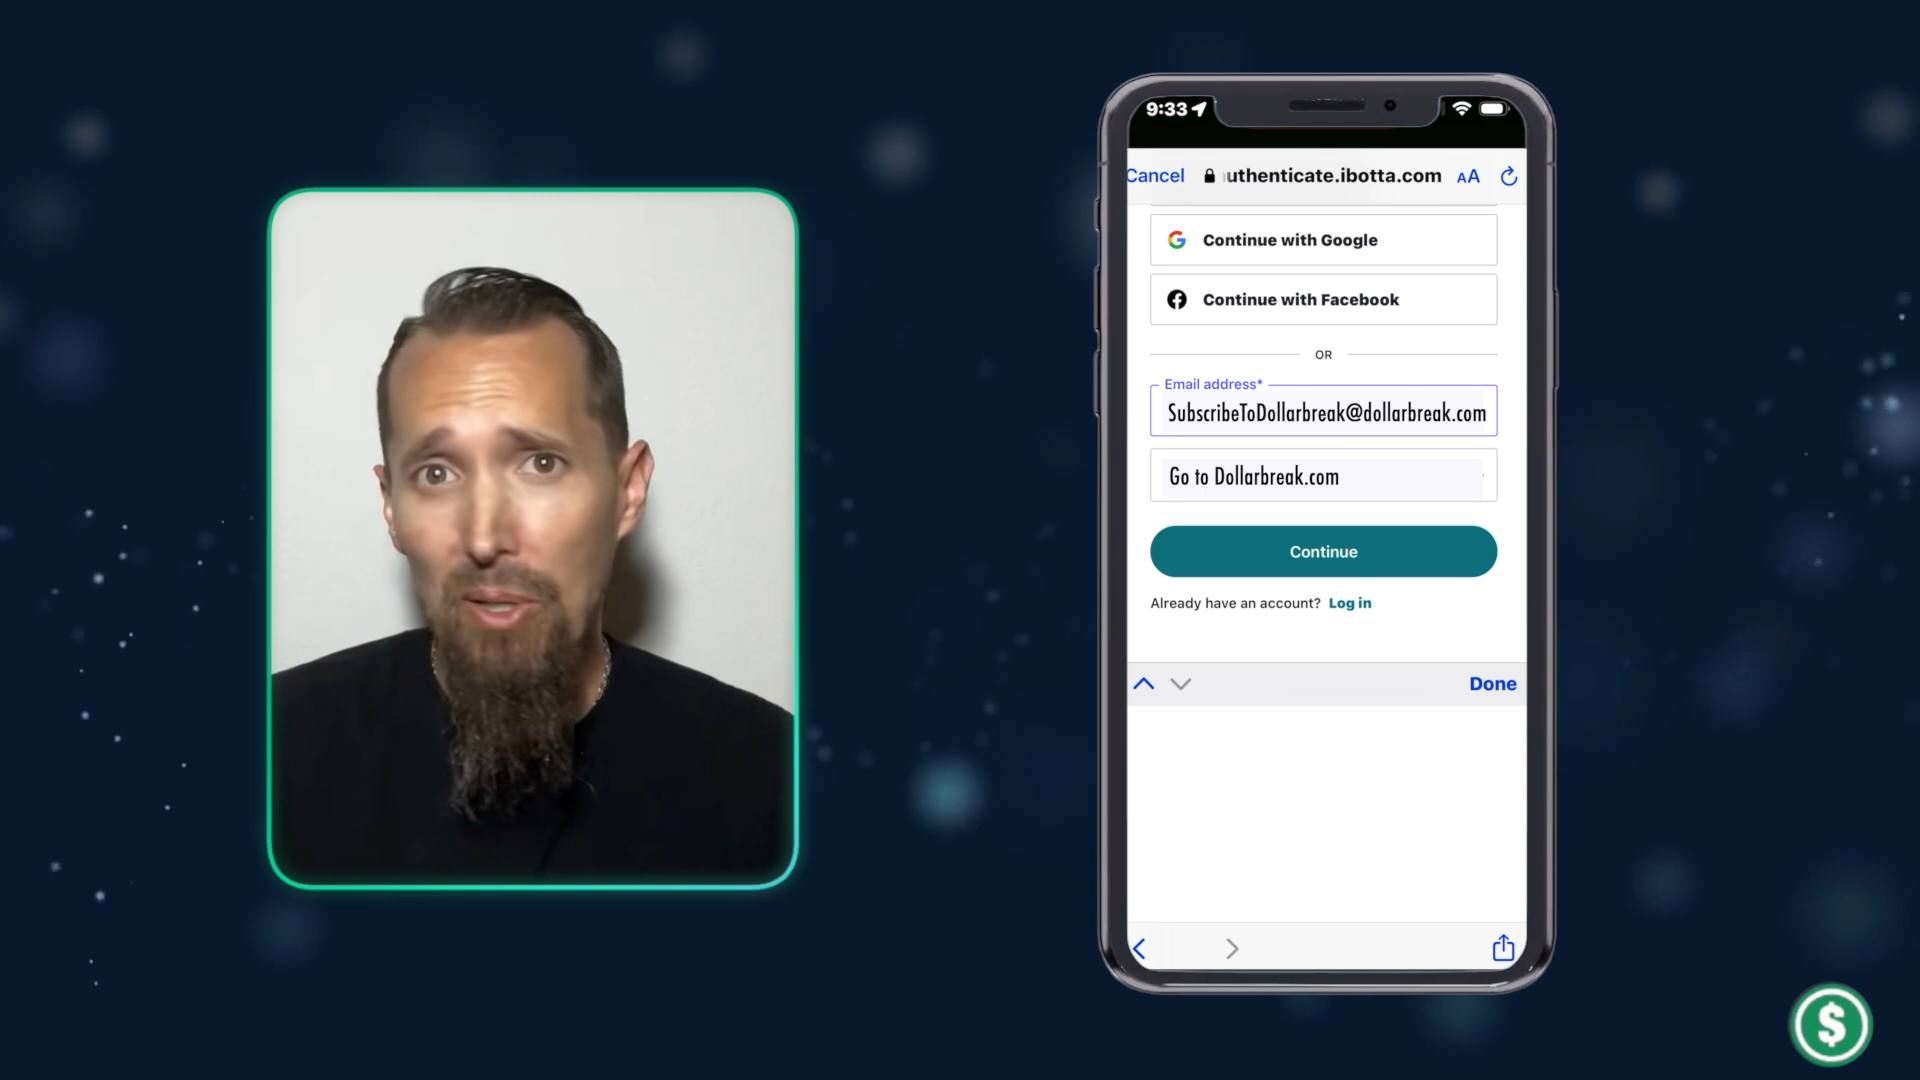 9:33
Cancel uthenticate.ibotta.com AA
Continue with Google
Continue with Facebook
OR
Email address*
SubscribeToDollarbreak@dollarbreak.com
Go to Dollarbreak.com
Continue
Already have an account? Log in
Done
$